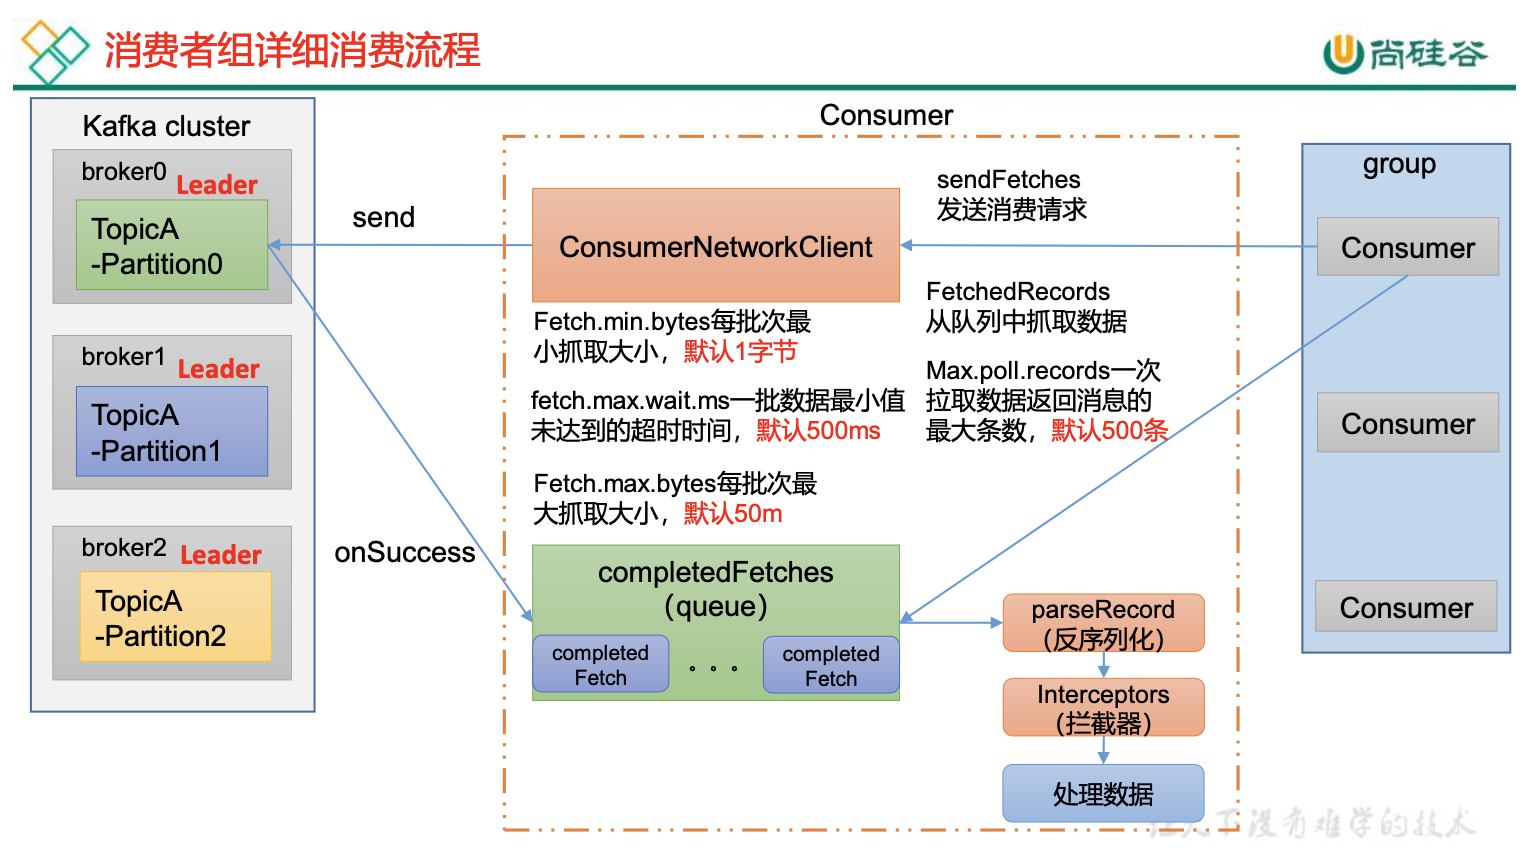 消费者组详细消费流程
尚硅谷
Kafka cluster
broker0
Leader
TopicA
-Partition0
broker1
Leader
TopicA
-Partition1
broker2
Leader
TopicA
-Partition2
send
onSuccess
Consumer
ConsumerNetworkClient
Fetch.min.bytes每批次最
小抓取大小，默认1字节
fetch.max.wait.ms一批数据最小值
未达到的超时时间，默认500ms
Fetch.max.bytes每批次最
大抓取大小，默认50m
completedFetches
（queue）
completed
Fetch
。。。
completed
Fetch
sendFetches
发送消费请求
FetchedRecords
从队列中抓取数据
Max.poll.records一次
拉取数据返回消息的
最大条数，默认500条
parseRecord
（反序列化）
Interceptors
（拦截器）
处理数据
group
Consumer
Consumer
Consumer
让天下没有难学的技术